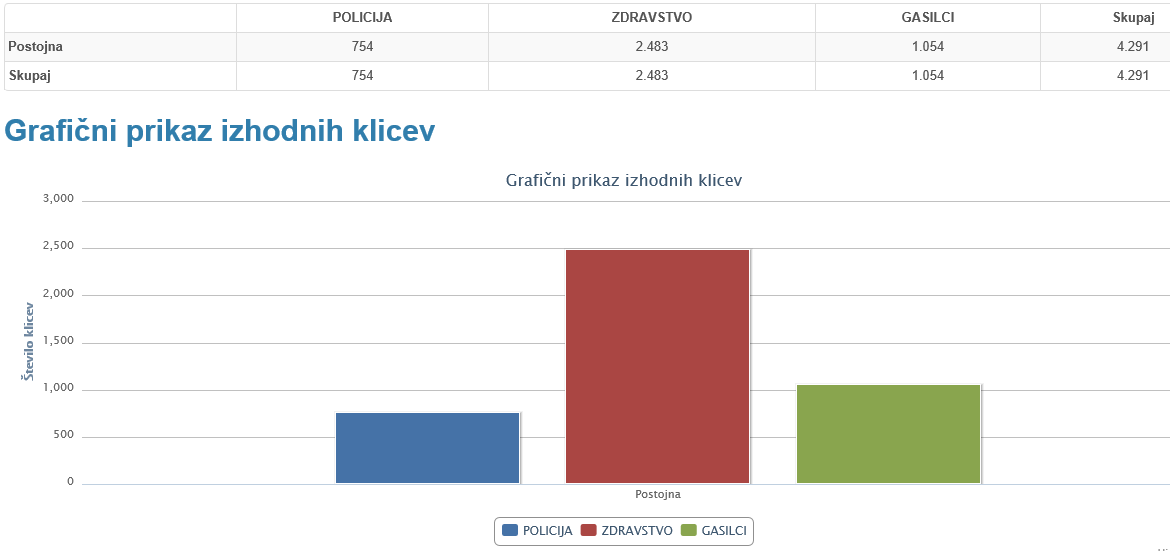 POLICIJA ZDRAVSTVO GASILCI Skupaj
Postojna 754 2.483 1.054 4.291
Skupaj 754 2.483 1.054 4.291
Grafični prikaz izhodnih klicev
Grafični prikaz izhodnih klicev
3,000
2,500
2,000
1,500
1,000
500
0
Število klicev
Postojna
POLICIJA ZDRAVSTVO GASILCI